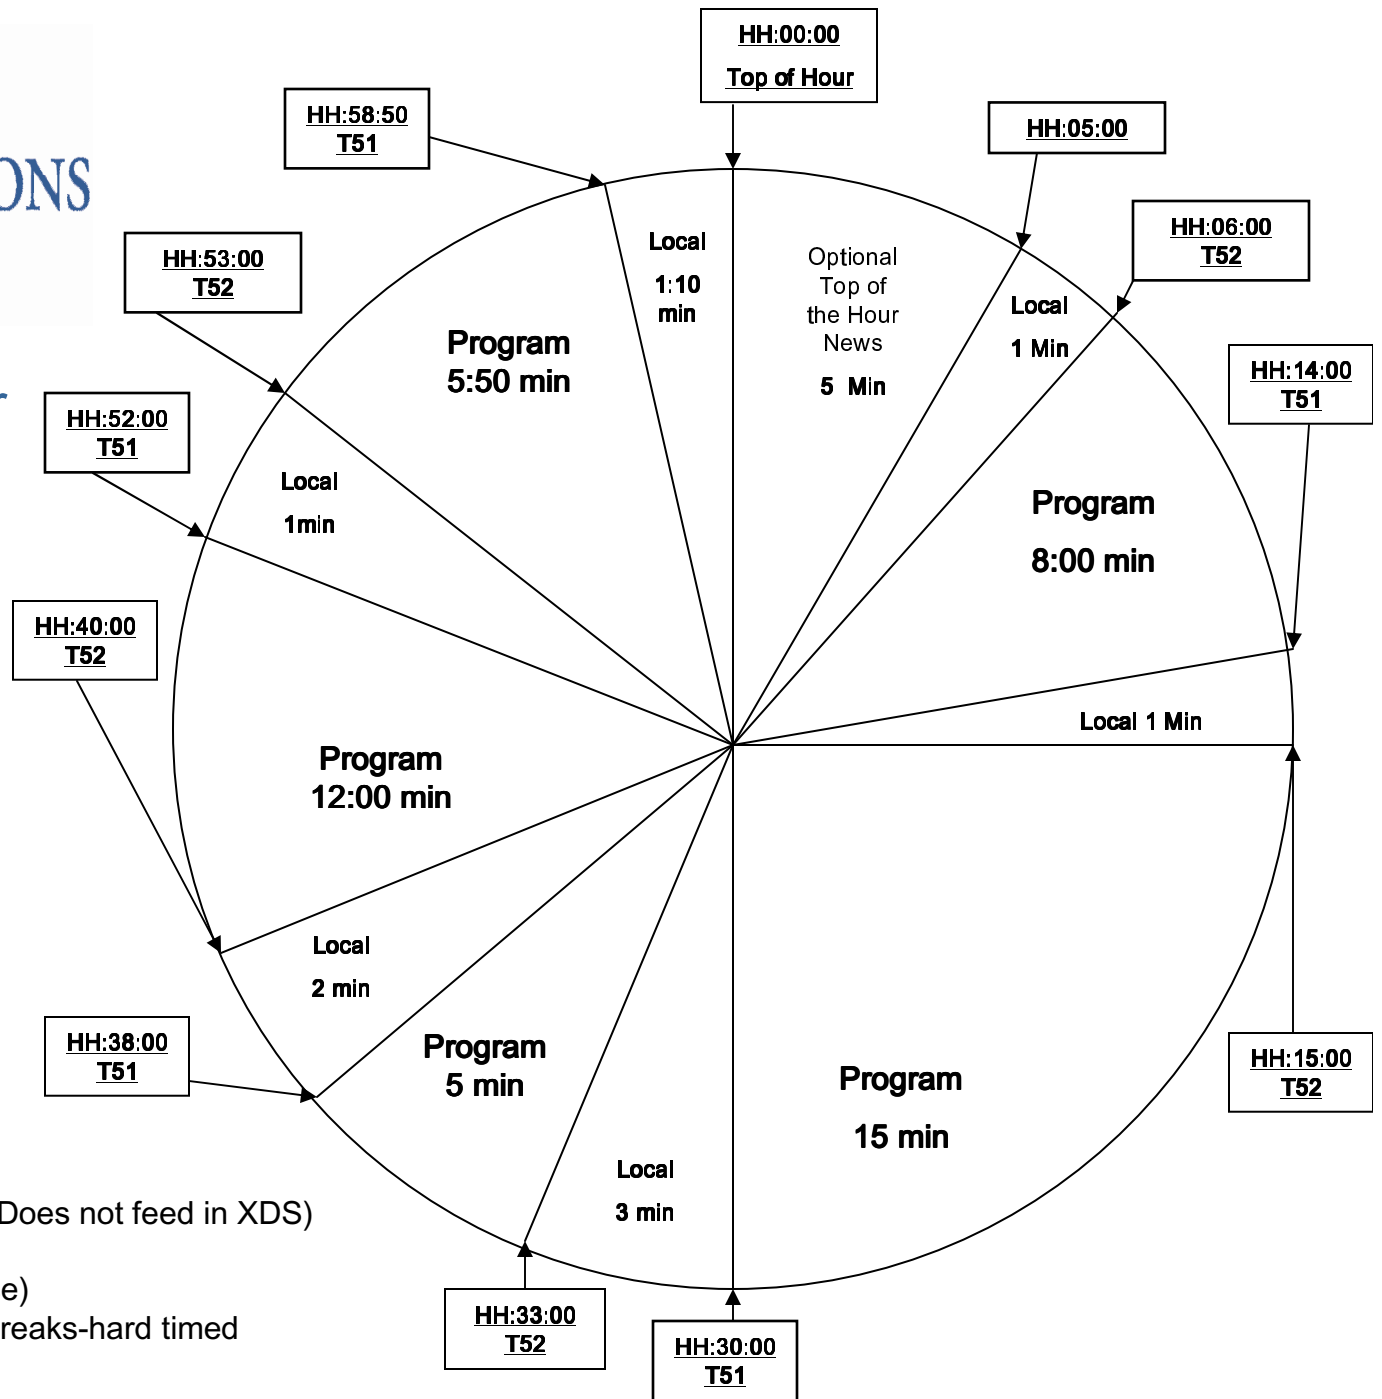 HH:00:00
Top of Hour
HH:58:50
T51
HH:05:00
ONS
HH:53:00
T52
Local
1:10
min
Optional
Top of
the Hour
News
5 Min
HH:06:00
T52
Local
1 Min
Program
5:50 min
HH:14:00
T51
HH:52:00
T51
Local
1min
Program
8:00 min
HH:40:00
T52
Local 1 Min
Program
12:00 min
Local
2 min
HH:38:00
T51
Program
5 min
Program
15 min
HH:15:00
T52
Local
3 min
Does not feed in XDS)
e)
reaks-hard timed
HH:33:00
T52
HH:30:00
T51